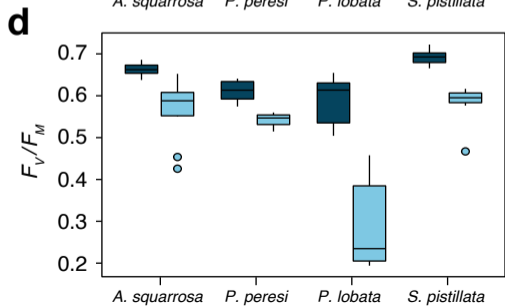 A. squarrosa P. peresi P. lobata S. pistillata
d
0.7
0.6
0.5
0.4
0.3
0.2
Fv/FM
A. squarrosa P. peresi P. lobata S. pistillata